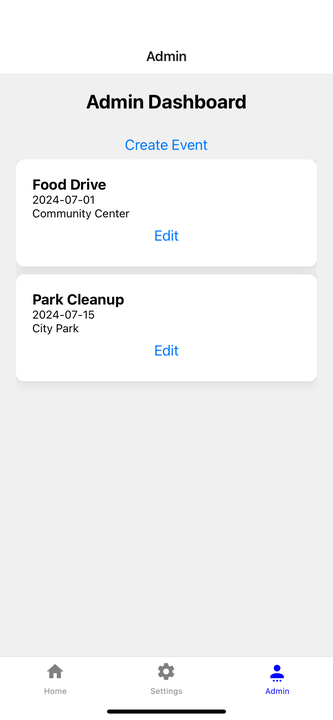 Admin
Admin Dashboard
Create Event
Food Drive
2024-07-01
Community Center
Edit
Park Cleanup
2024-07-15
City Park
Edit
Home
Settings
Admin